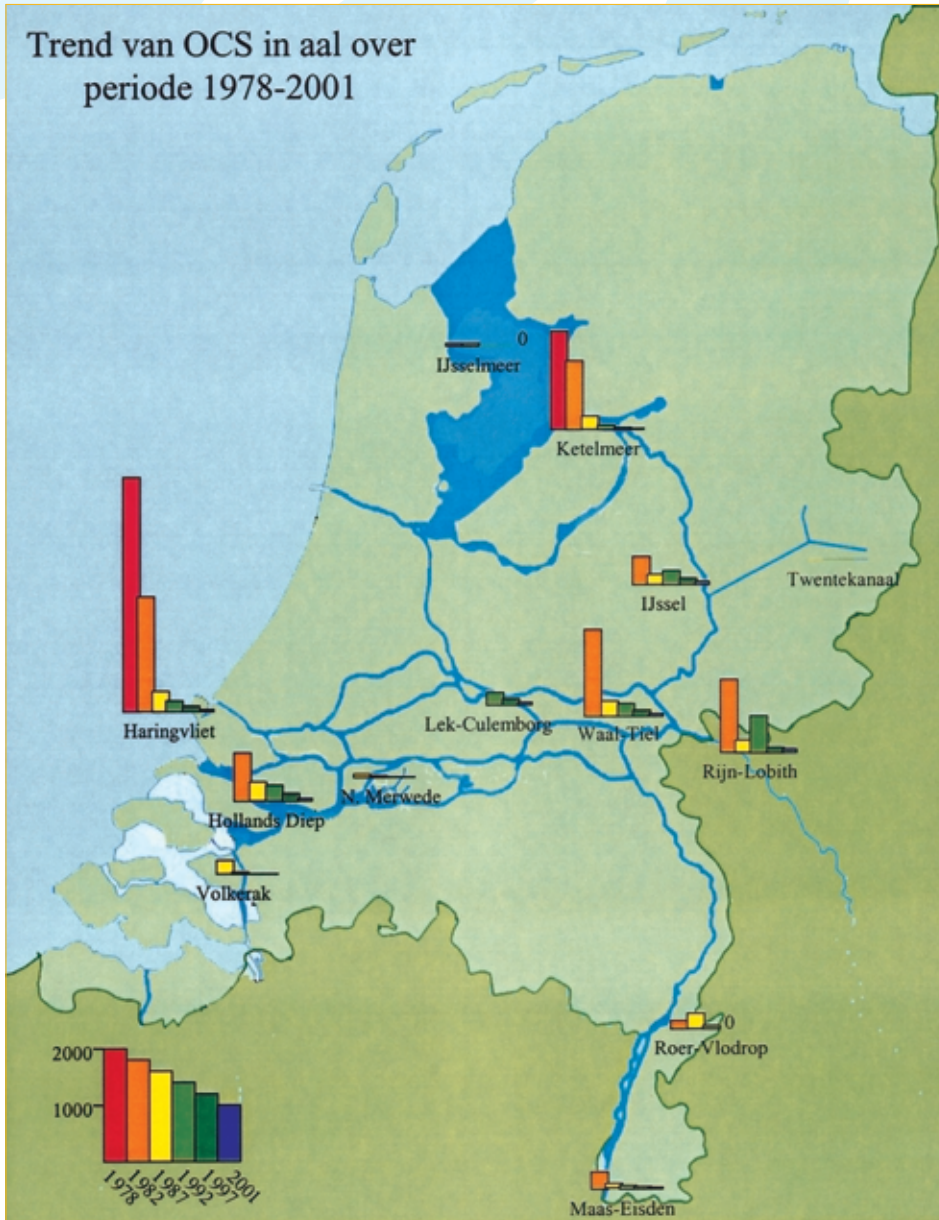 Trend van OCS in aal over
periode 1978-2001
0
IJsselmeer
Ketelmeer
IJssel
Twentekanaal
Haringvliet
Lek-Culemborg
Waal-Tiel
Rijn-Lobith
N. Merwede
Hollands Diep
Volkerak
0
Roer-Vlodrop
2000
1000
1978
1982
1987
1992
1997
2001
Maas-Eisden